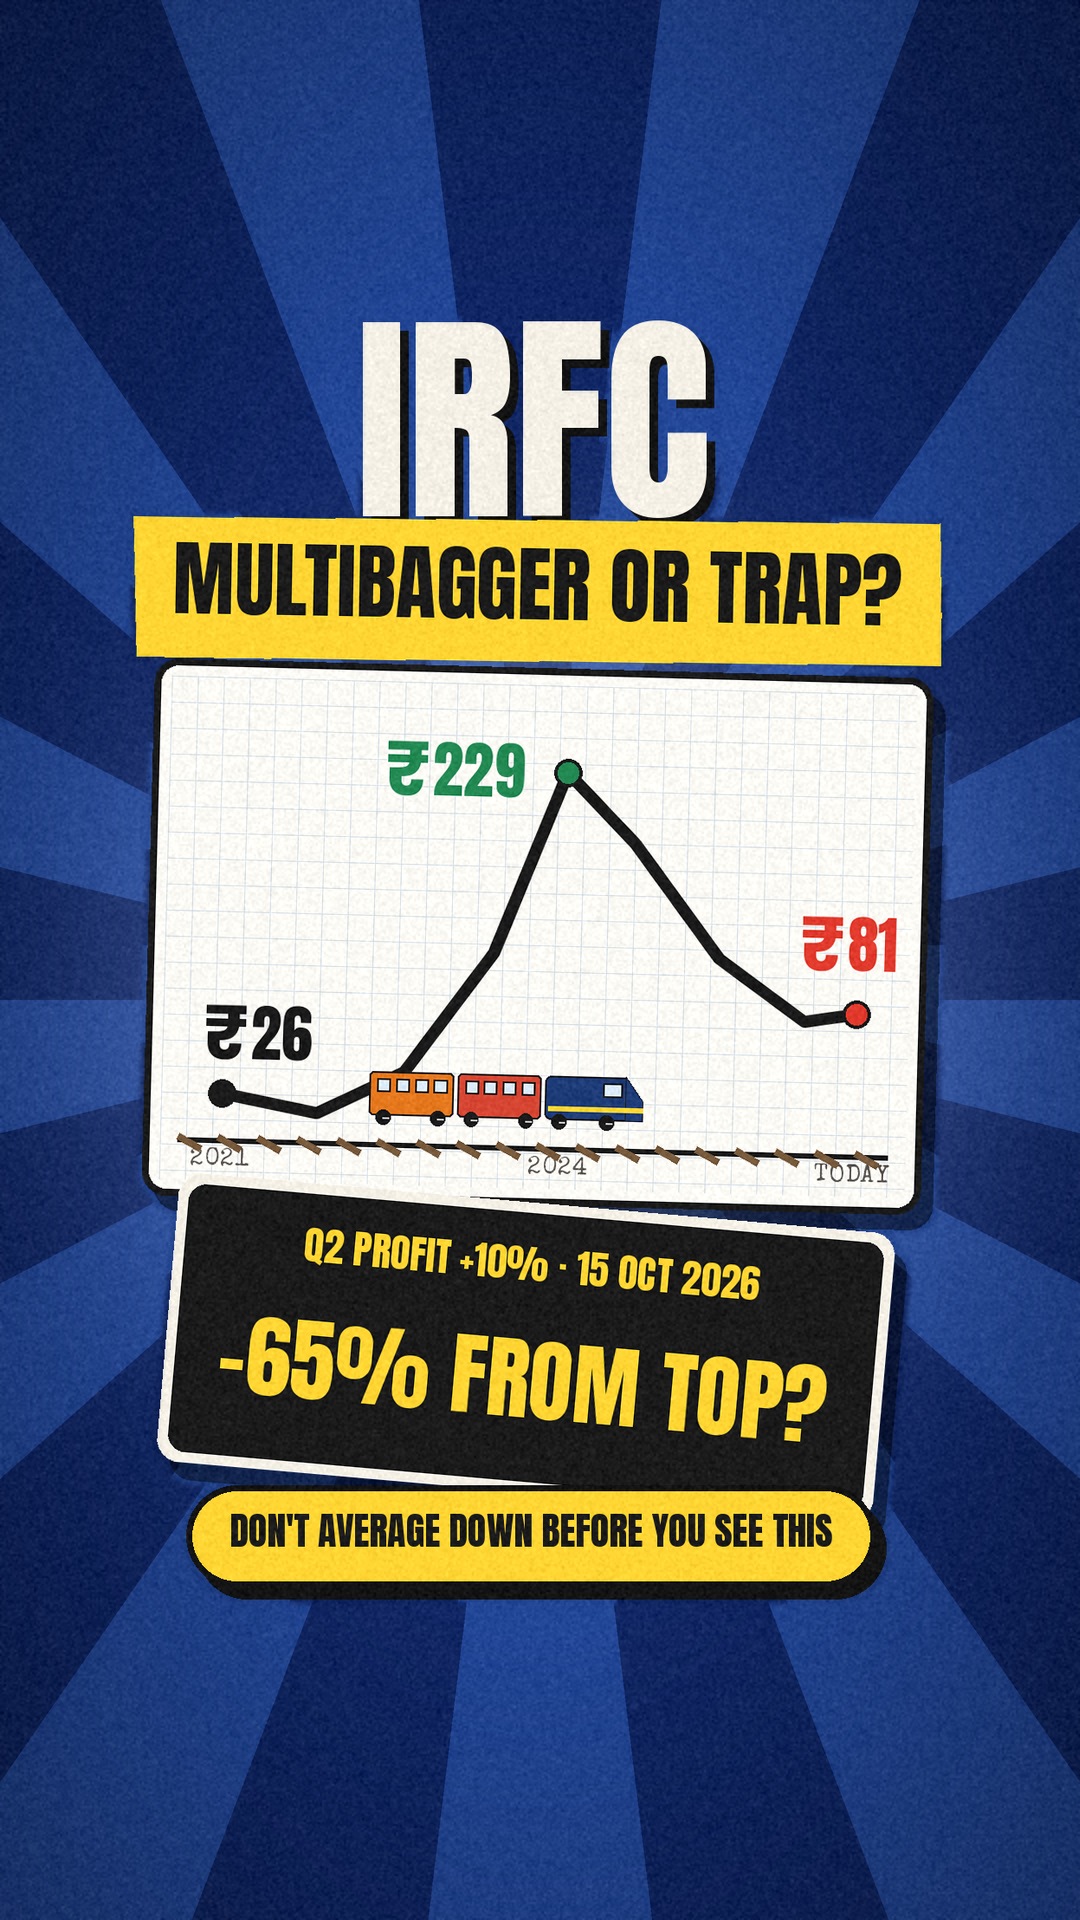 IRFC
MULTIBAGGER OR TRAP?
₹229
₹81
₹26
2021
2024
TODAY
Q2 PROFIT +10% · 15 OCT 2026
-65% FROM TOP?
DON'T AVERAGE DOWN BEFORE YOU SEE THIS